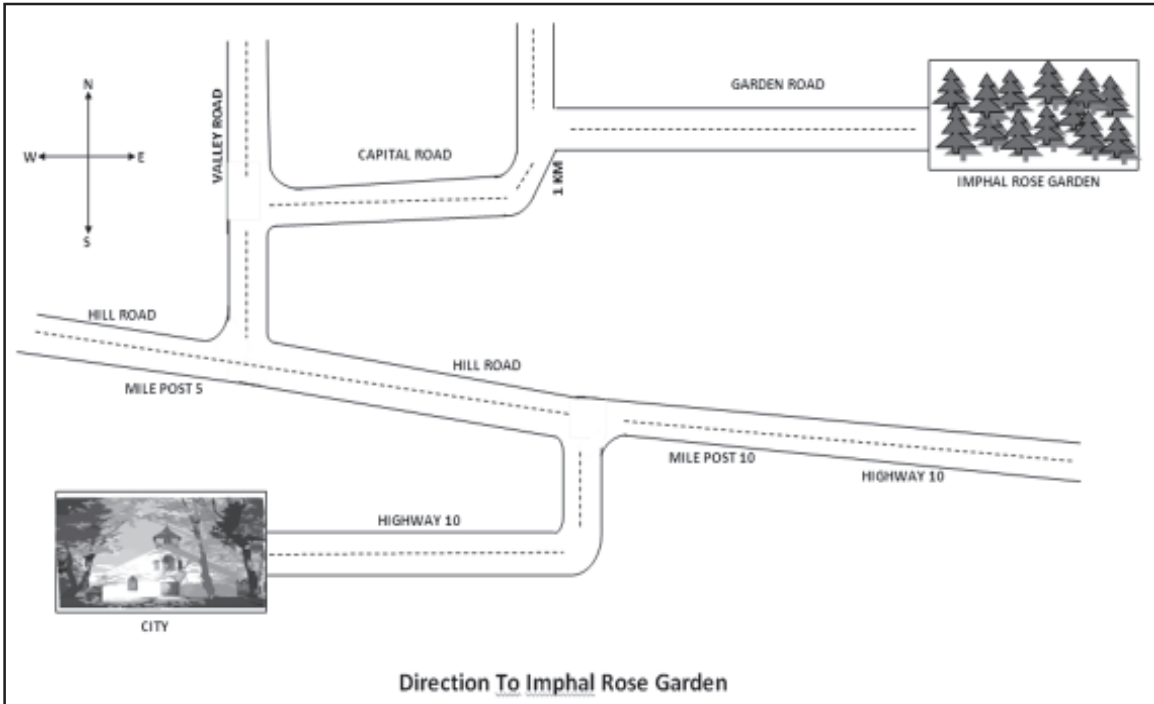 GARDEN ROAD
N
VALLEY ROAD
W
E
CAPITAL ROAD
1 KM
IMPHAL ROSE GARDEN
S
HILL ROAD
HILL ROAD
MILE POST 5
MILE POST 10
HIGHWAY 10
HIGHWAY 10
CITY
Direction To Imphal Rose Garden